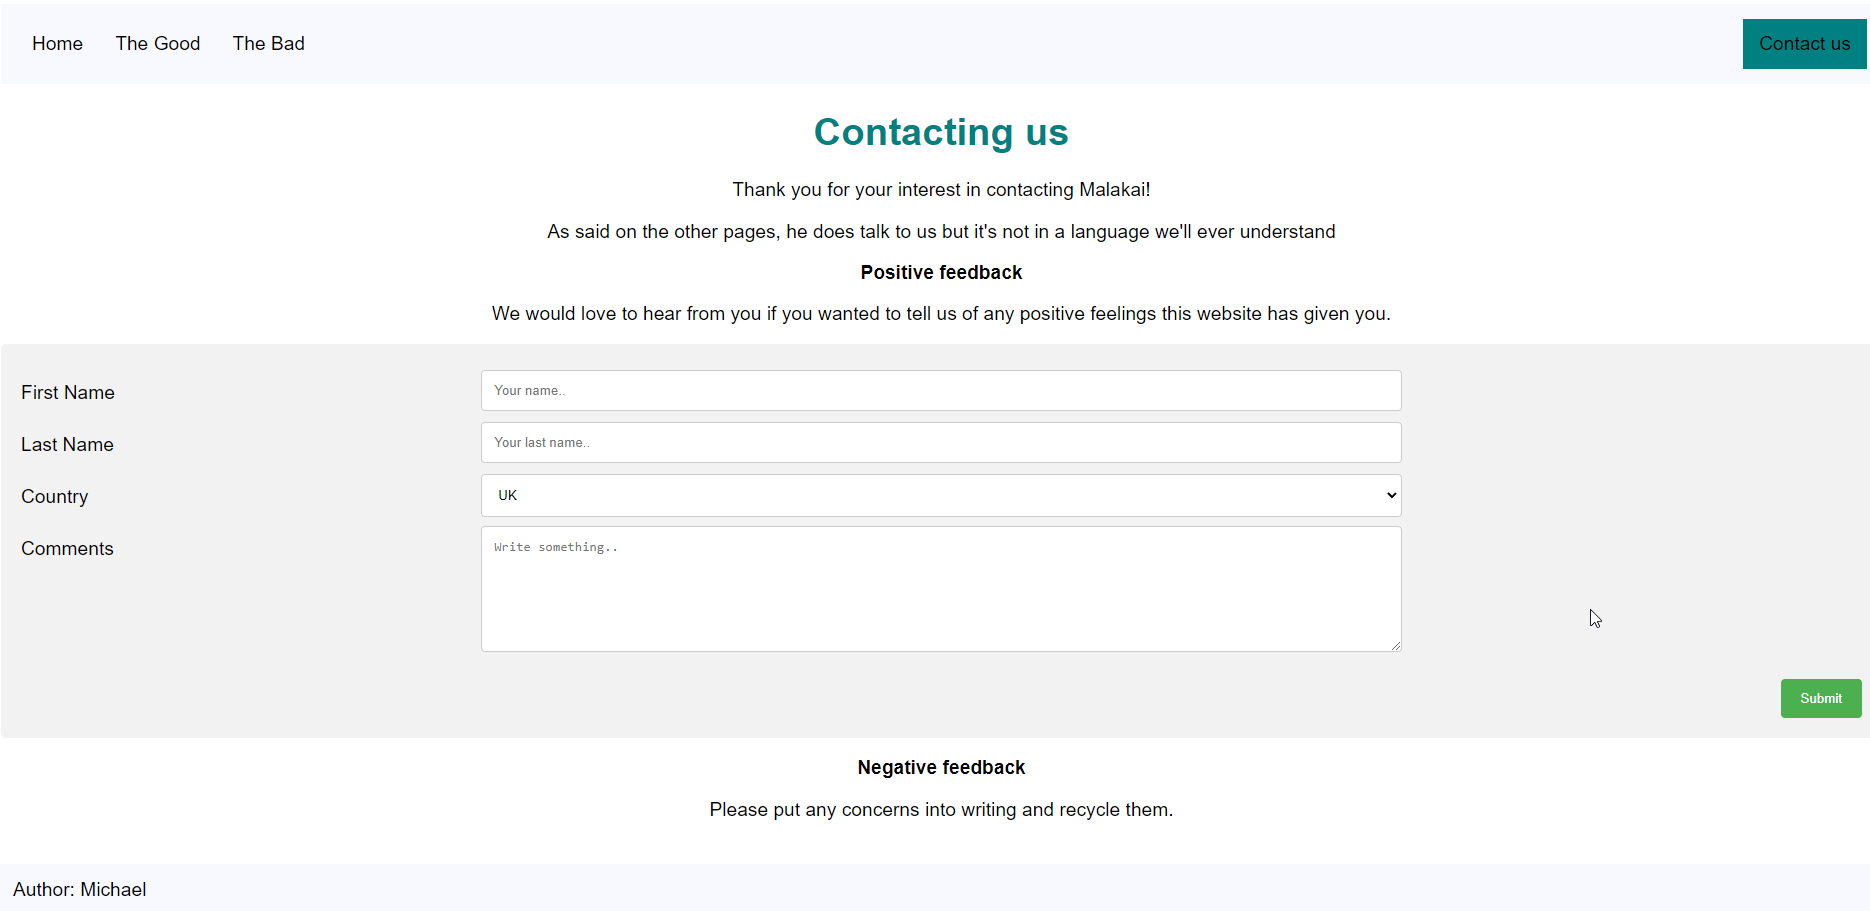 Home The Good The Bad Contact us
Contacting us
Thank you for your interest in contacting Malakai!
As said on the other pages, he does talk to us but it's not in a language we'll ever understand
Positive feedback
We would love to hear from you if you wanted to tell us of any positive feelings this website has given you.
First Name Your name..
Last Name Your last name..
Country UK
Comments Write something..
Submit
Negative feedback
Please put any concerns into writing and recycle them.
Author: Michael